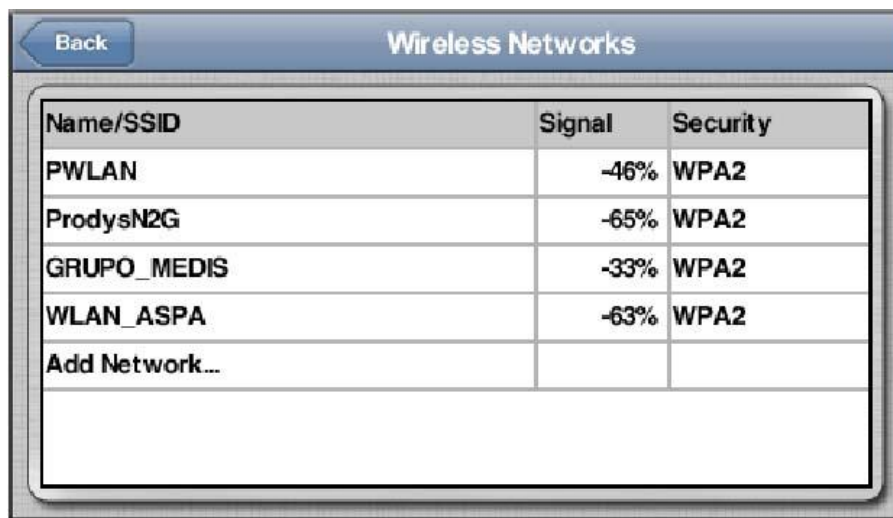 Back
Wireless Networks
Name/SSID Signal Security
PWLAN -46% WPA2
ProdysN2G -65% WPA2
GRUPO_MEDIS -33% WPA2
WLAN_ASPA -63% WPA2
Add Network...